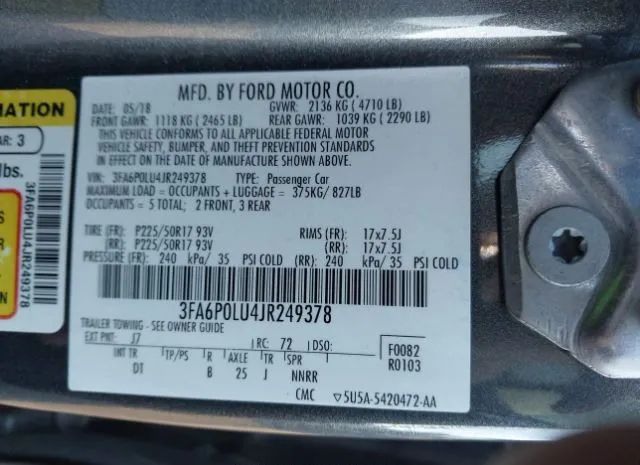 MFD. BY FORD MOTOR CO.
DATE: 05/18 GVWR: 2136 KG ( 4710 LB)
FRONT GAWR: 1118 KG ( 2465 LB) REAR GAWR: 1039 KG ( 2290 LB)
THIS VEHICLE CONFORMS TO ALL APPLICABLE FEDERAL MOTOR
VEHICLE SAFETY, BUMPER, AND THEFT PREVENTION STANDARDS
IN EFFECT ON THE DATE OF MANUFACTURE SHOWN ABOVE.
VIN: 3FA6P0LU4JR249378 TYPE: Passenger Car
MAXIMUM LOAD = OCCUPANTS + LUGGAGE = 375KG/ 827LB
OCCUPANTS = 5 TOTAL; 2 FRONT, 3 REAR
TIRE (FR): P225/50R17 93V RIMS (FR): 17x7.5J
(RR): P225/50R17 93V (RR): 17x7.5J
PRESSURE (FR): 240 kPa/ 35 PSI COLD (RR): 240 kPa/ 35 PSI COLD
3FA6P0LU4JR249378
TRAILER TOWING - SEE OWNER GUIDE
EXT PNT: J7 RC: 72 DSO:
INT TR TP/PS R AXLE TR SPR
DT B 25 J NNRR
F0082
R0103
CMC ▽5U5A-5420472-AA
MATION
AR: 3
lbs.
3FA6P0LU4JR249378